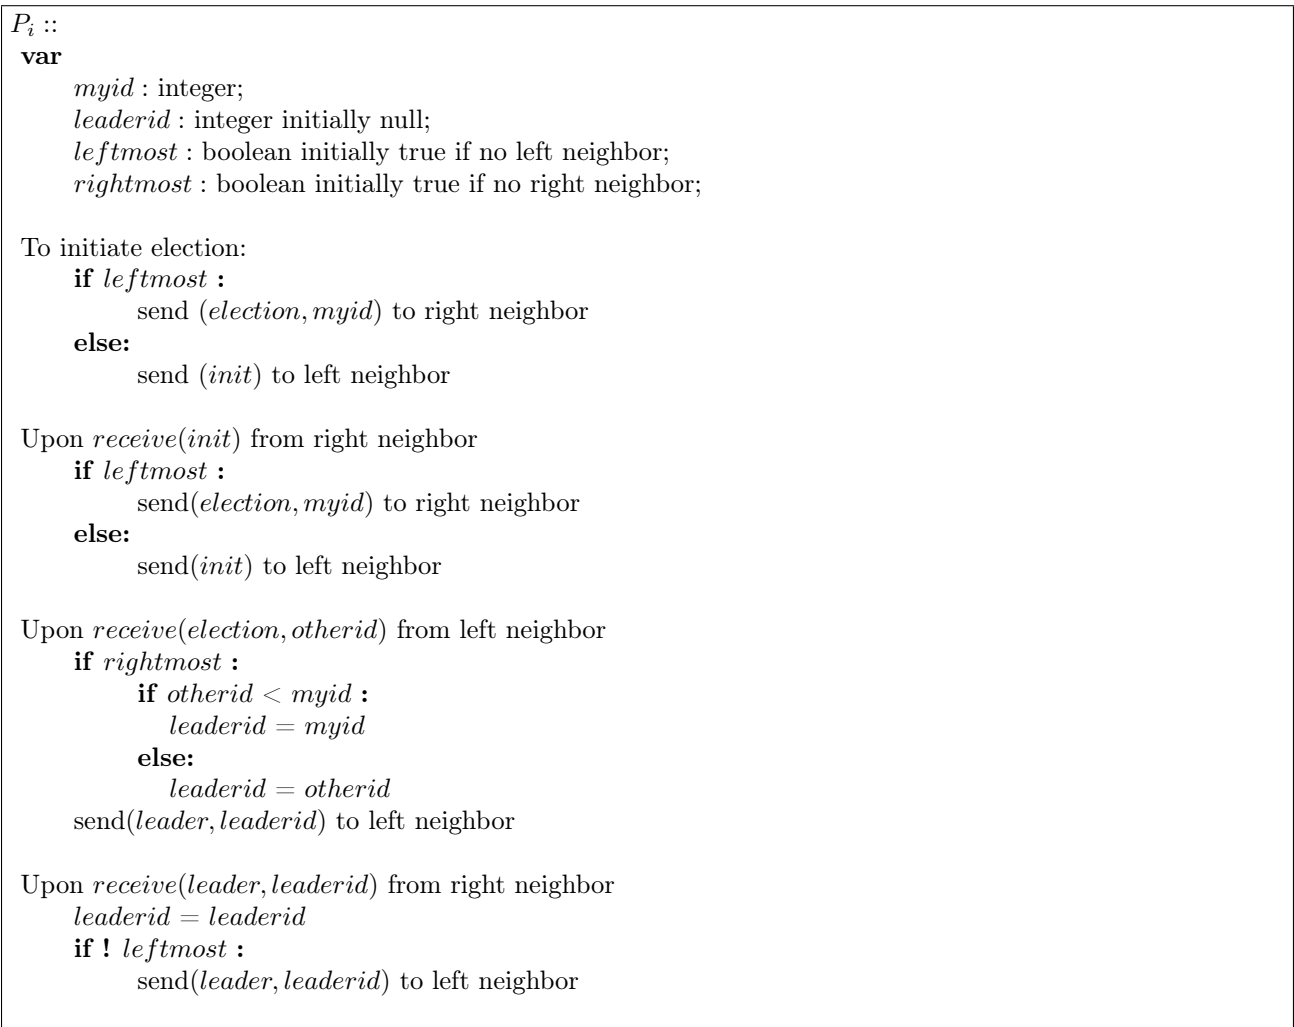 P_i ::
var
myid : integer;
leaderid : integer initially null;
leftmost : boolean initially true if no left neighbor;
rightmost : boolean initially true if no right neighbor;
To initiate election:
if leftmost :
send (election, myid) to right neighbor
else:
send (init) to left neighbor
Upon receive(init) from right neighbor
if leftmost :
send(election, myid) to right neighbor
else:
send(init) to left neighbor
Upon receive(election, otherid) from left neighbor
if rightmost :
if otherid < myid :
leaderid = myid
else:
leaderid = otherid
send(leader, leaderid) to left neighbor
Upon receive(leader, leaderid) from right neighbor
leaderid = leaderid
if ! leftmost :
send(leader, leaderid) to left neighbor